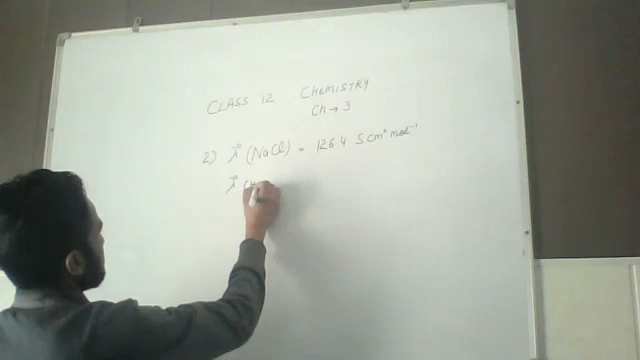 CLASS 12 CHEMISTRY
Ch → 3
2) λ° (NaCl) = 126.4 S cm² mol⁻¹
λ°